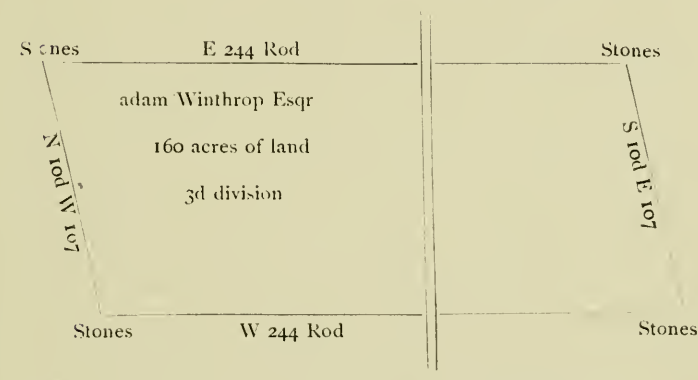 Stones E 244 Rod Stones
adam Winthrop Esqr
160 acres of land
3d division
N 10d W 107
S 10d E 107
Stones W 244 Rod Stones